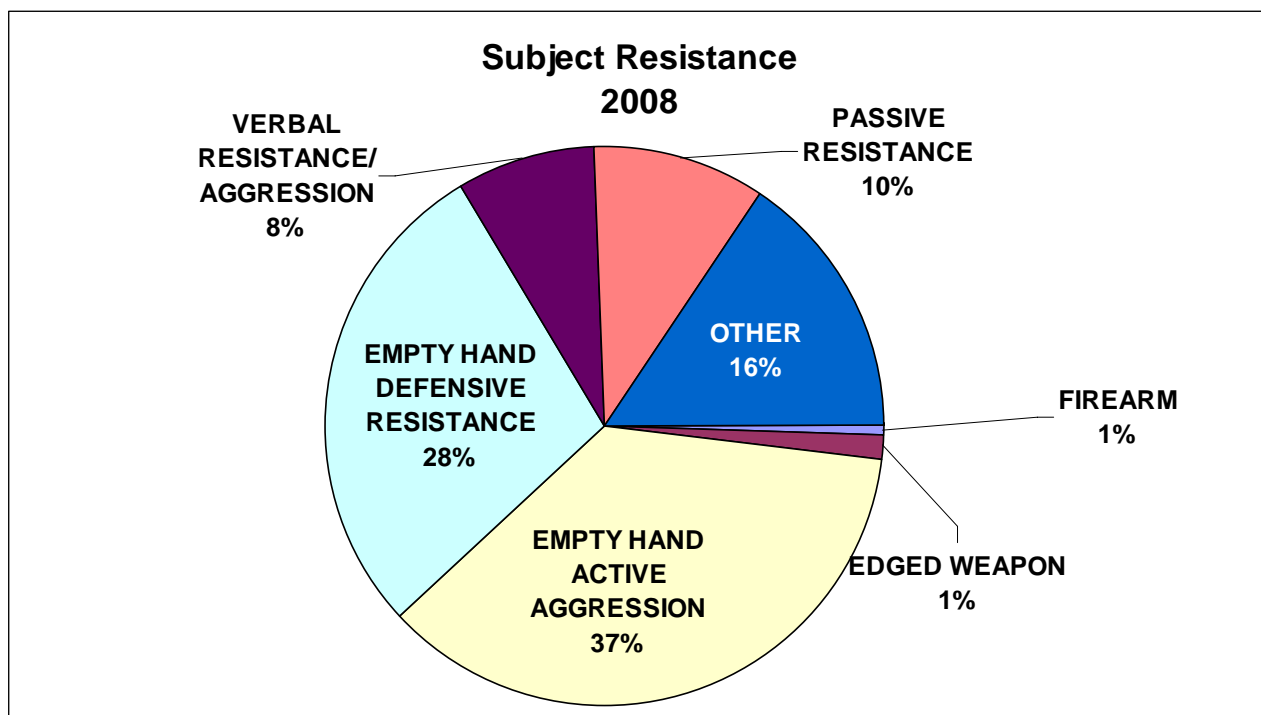 Subject Resistance
2008
VERBAL
RESISTANCE/
AGGRESSION
8%
PASSIVE
RESISTANCE
10%
OTHER
16%
FIREARM
1%
EDGED WEAPON
1%
EMPTY HAND
ACTIVE
AGGRESSION
37%
EMPTY HAND
DEFENSIVE
RESISTANCE
28%